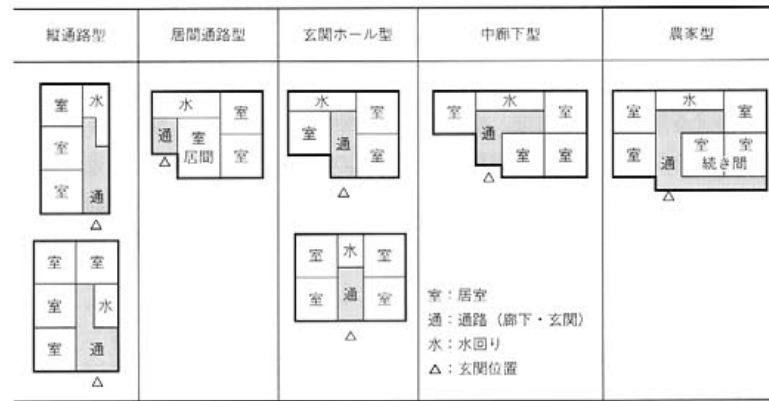 縦通路型
居間通路型
玄関ホール型
中廊下型
農家型
室 水
室
室 通
室 室
室 水
室 通
水 室
通 室
居間 室
水 室
室 通 室
室 水 室
室 通 室
室 水 室
通
室 室
室 水 室
室 通 室 室
続き間
室：居室
通：通路（廊下・玄関）
水：水回り
△：玄関位置